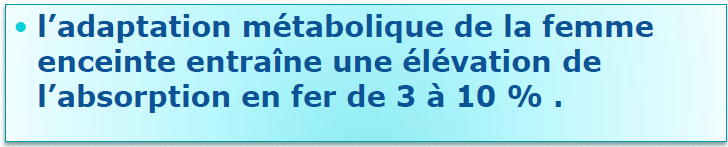 • l’adaptation métabolique de la femme
enceinte entraîne une élévation de
l’absorption en fer de 3 à 10 % .